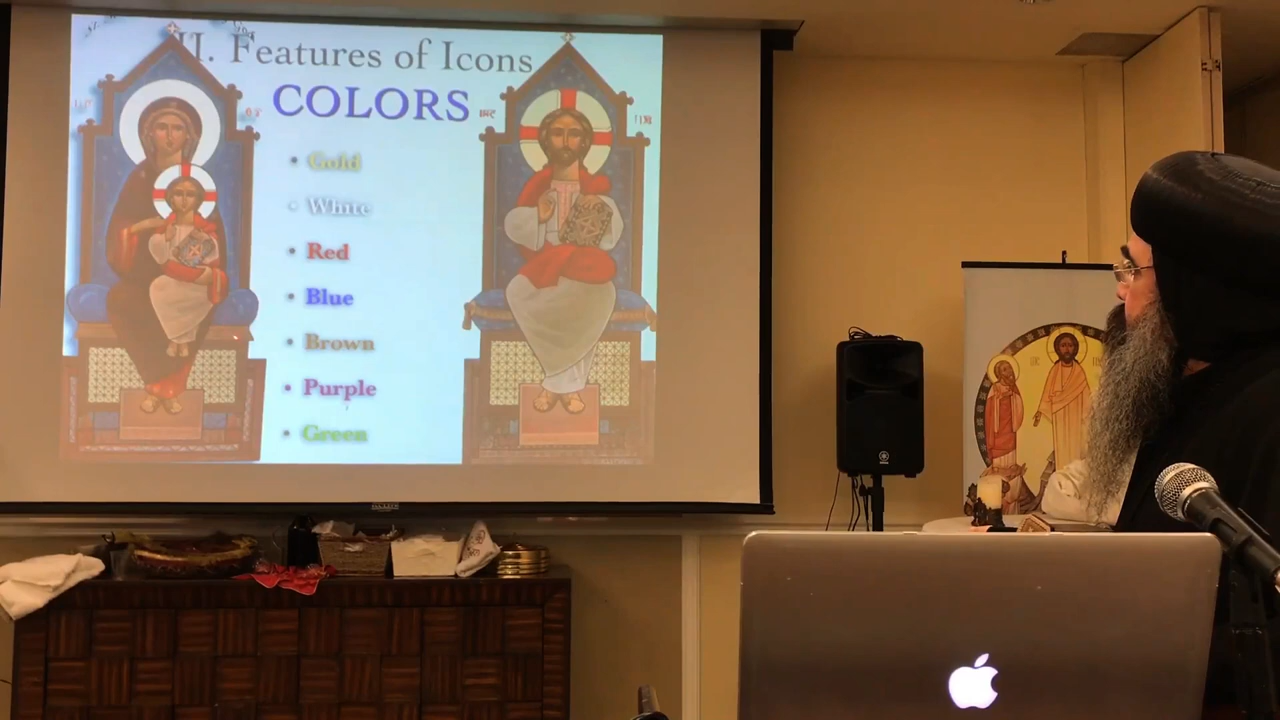 II. Features of Icons
COLORS
• Gold
• White
• Red
• Blue
• Brown
• Purple
• Green